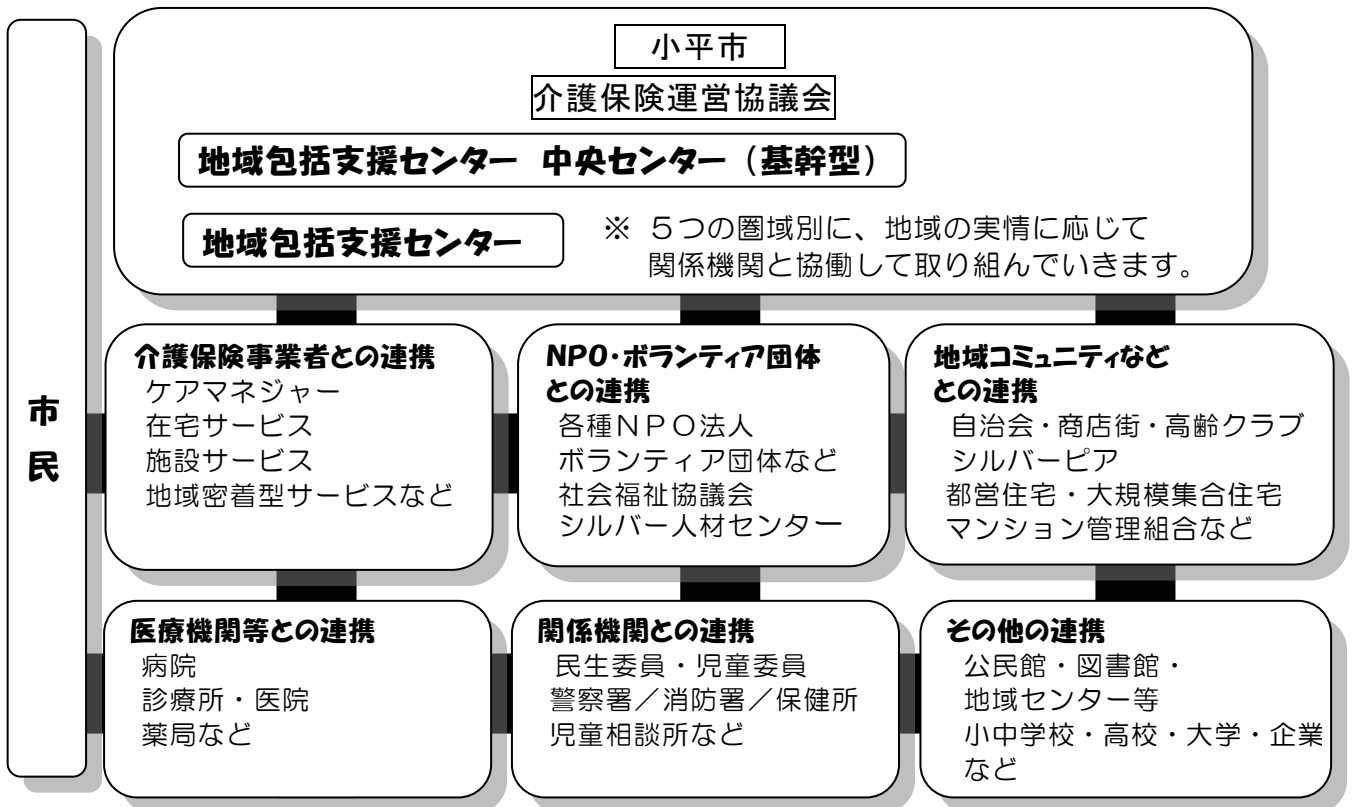 小平市
介護保険運営協議会
地域包括支援センター 中央センター（基幹型）
地域包括支援センター
※ ５つの圏域別に、地域の実情に応じて
関係機関と協働して取り組んでいきます。
市
民
介護保険事業者との連携
ケアマネジャー
在宅サービス
施設サービス
地域密着型サービスなど
NPO・ボランティア団体
との連携
各種ＮＰＯ法人
ボランティア団体など
社会福祉協議会
シルバー人材センター
地域コミュニティなど
との連携
自治会・商店街・高齢クラブ
シルバーピア
都営住宅・大規模集合住宅
マンション管理組合など
医療機関等との連携
病院
診療所・医院
薬局など
関係機関との連携
民生委員・児童委員
警察署／消防署／保健所
児童相談所など
その他の連携
公民館・図書館・
地域センター等
小中学校・高校・大学・企業
など